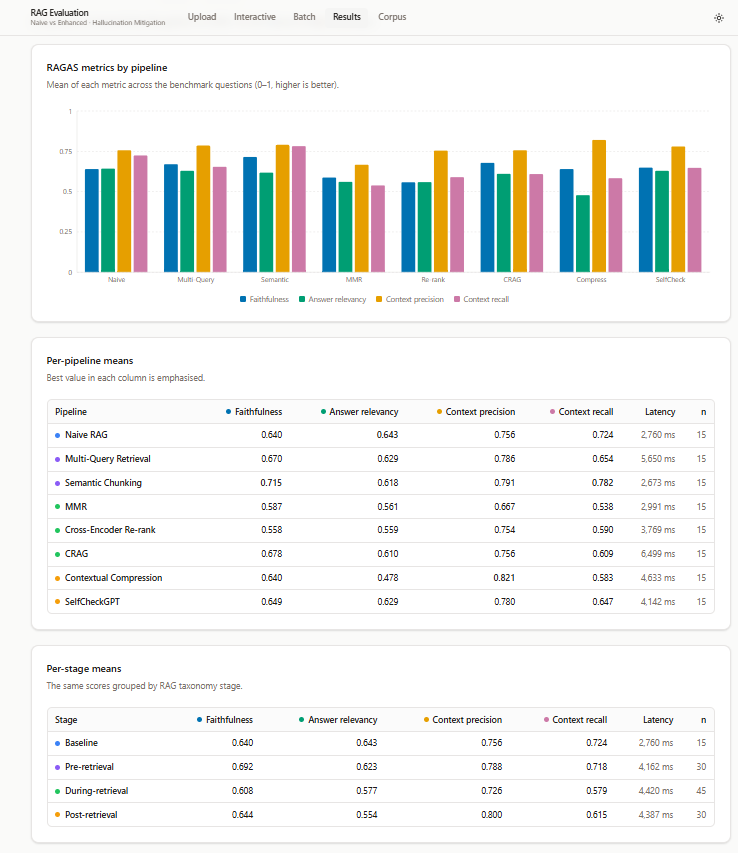 RAG Evaluation
Naive vs Enhanced · Hallucination Mitigation
Upload Interactive Batch Results Corpus
RAGAS metrics by pipeline
Mean of each metric across the benchmark questions (0–1, higher is better).
1
0.75
0.5
0.25
0
Naive Multi-Query Semantic MMR Re-rank CRAG Compress SelfCheck
Faithfulness Answer relevancy Context precision Context recall
Per-pipeline means
Best value in each column is emphasised.
Pipeline Faithfulness Answer relevancy Context precision Context recall Latency n
Naive RAG 0.640 0.643 0.756 0.724 2,760 ms 15
Multi-Query Retrieval 0.670 0.629 0.786 0.654 5,650 ms 15
Semantic Chunking 0.715 0.618 0.791 0.782 2,673 ms 15
MMR 0.587 0.561 0.667 0.538 2,991 ms 15
Cross-Encoder Re-rank 0.558 0.559 0.754 0.590 3,769 ms 15
CRAG 0.678 0.610 0.756 0.609 6,499 ms 15
Contextual Compression 0.640 0.478 0.821 0.583 4,633 ms 15
SelfCheckGPT 0.649 0.629 0.780 0.647 4,142 ms 15
Per-stage means
The same scores grouped by RAG taxonomy stage.
Stage Faithfulness Answer relevancy Context precision Context recall Latency n
Baseline 0.640 0.643 0.756 0.724 2,760 ms 15
Pre-retrieval 0.692 0.623 0.788 0.718 4,162 ms 30
During-retrieval 0.608 0.577 0.726 0.579 4,420 ms 45
Post-retrieval 0.644 0.554 0.800 0.615 4,387 ms 30